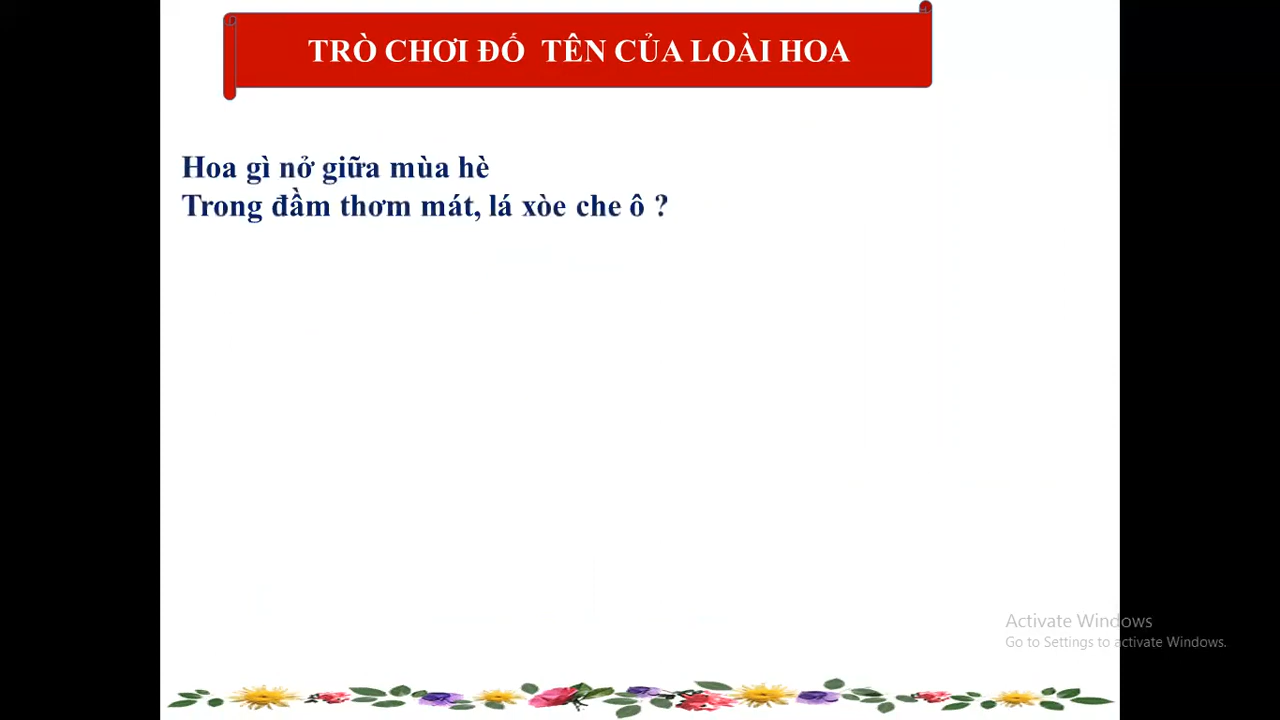 TRÒ CHƠI ĐỐ TÊN CỦA LOÀI HOA
Hoa gì nở giữa mùa hè
Trong đầm thơm mát, lá xòe che ô ?
Activate Windows
Go to Settings to activate Windows.